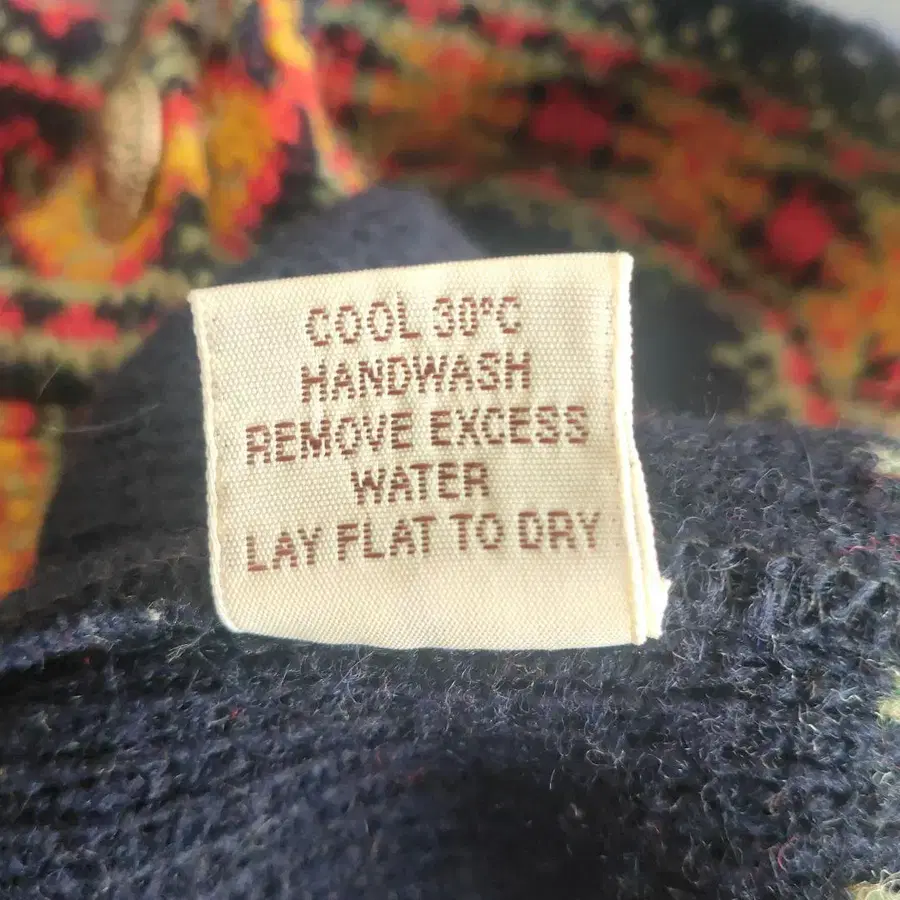 COOL 30°C
HANDWASH
REMOVE EXCESS
WATER
LAY FLAT TO DRY